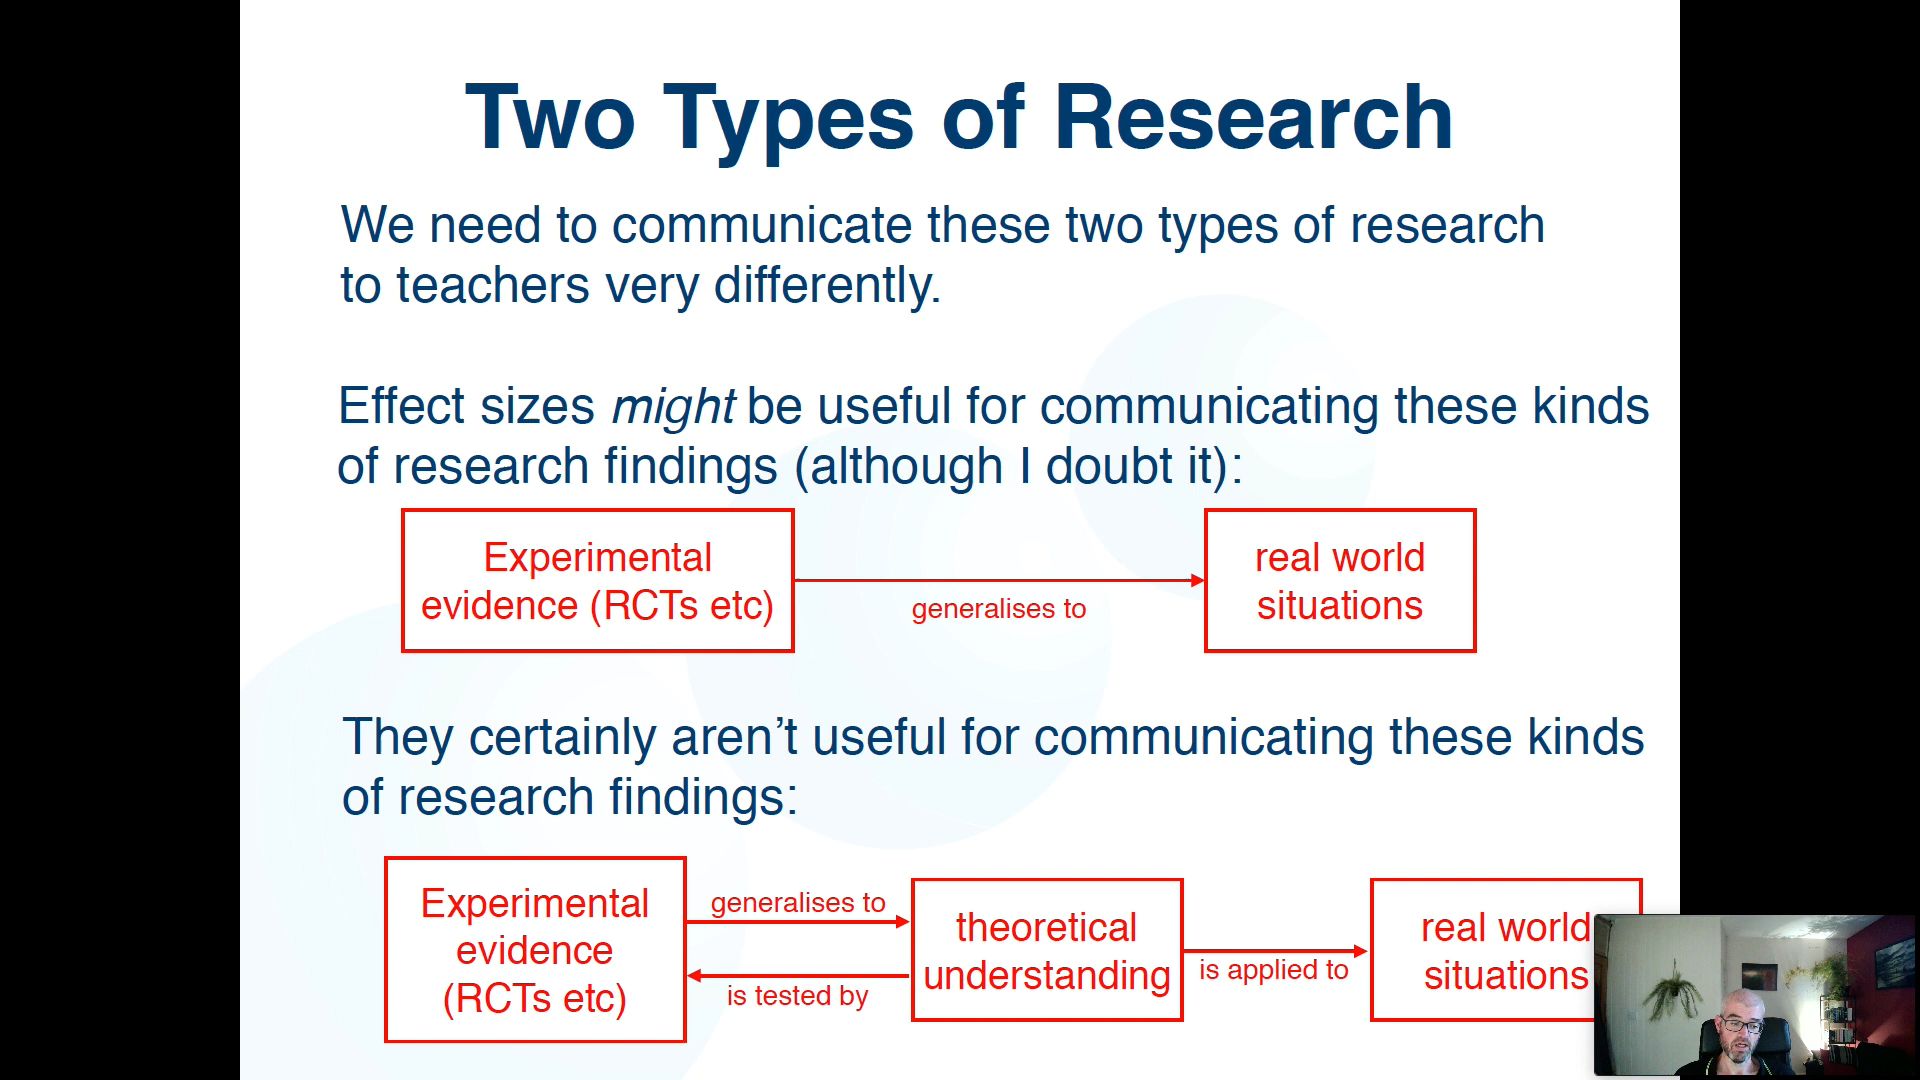 Two Types of Research
We need to communicate these two types of research
to teachers very differently.
Effect sizes might be useful for communicating these kinds
of research findings (although I doubt it):
Experimental
evidence (RCTs etc)
generalises to
real world
situations
They certainly aren’t useful for communicating these kinds
of research findings:
Experimental
evidence
(RCTs etc)
generalises to
is tested by
theoretical
understanding
is applied to
real world
situations